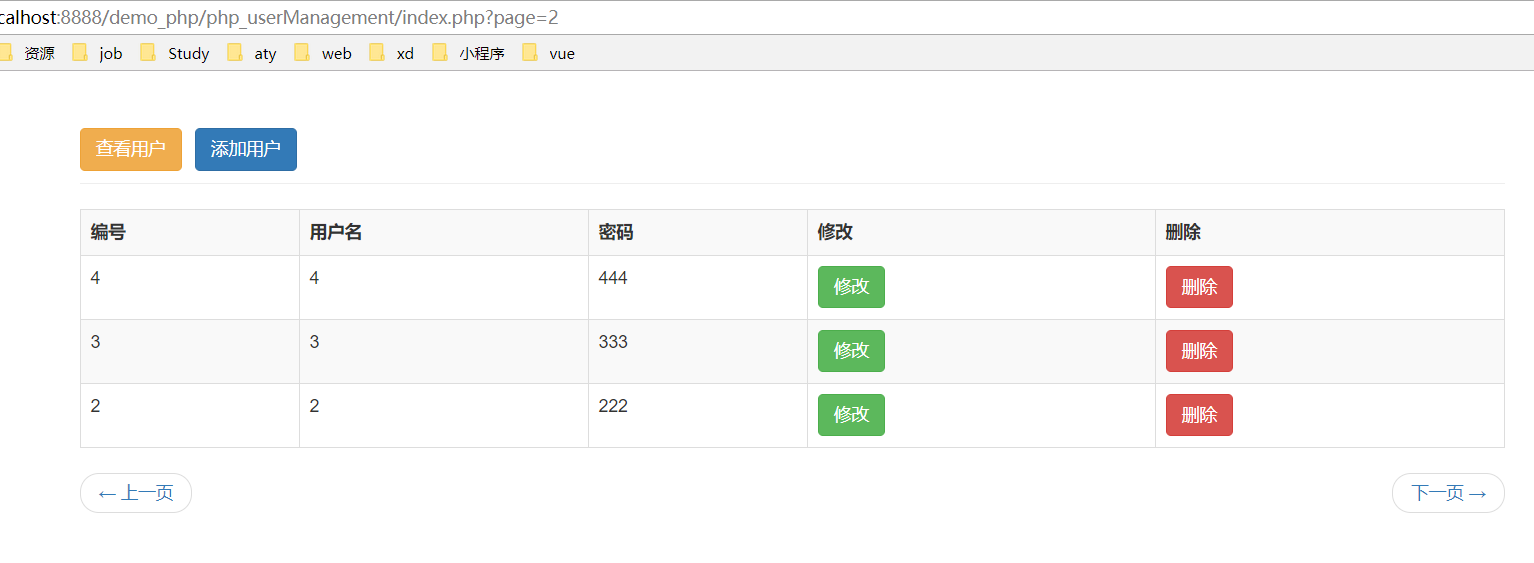 calhost:8888/demo_php/php_userManagement/index.php?page=2
资源 job Study aty web xd 小程序 vue
查看用户 添加用户
编号 用户名 密码 修改 删除
4 4 444 修改 删除
3 3 333 修改 删除
2 2 222 修改 删除
← 上一页 下一页 →